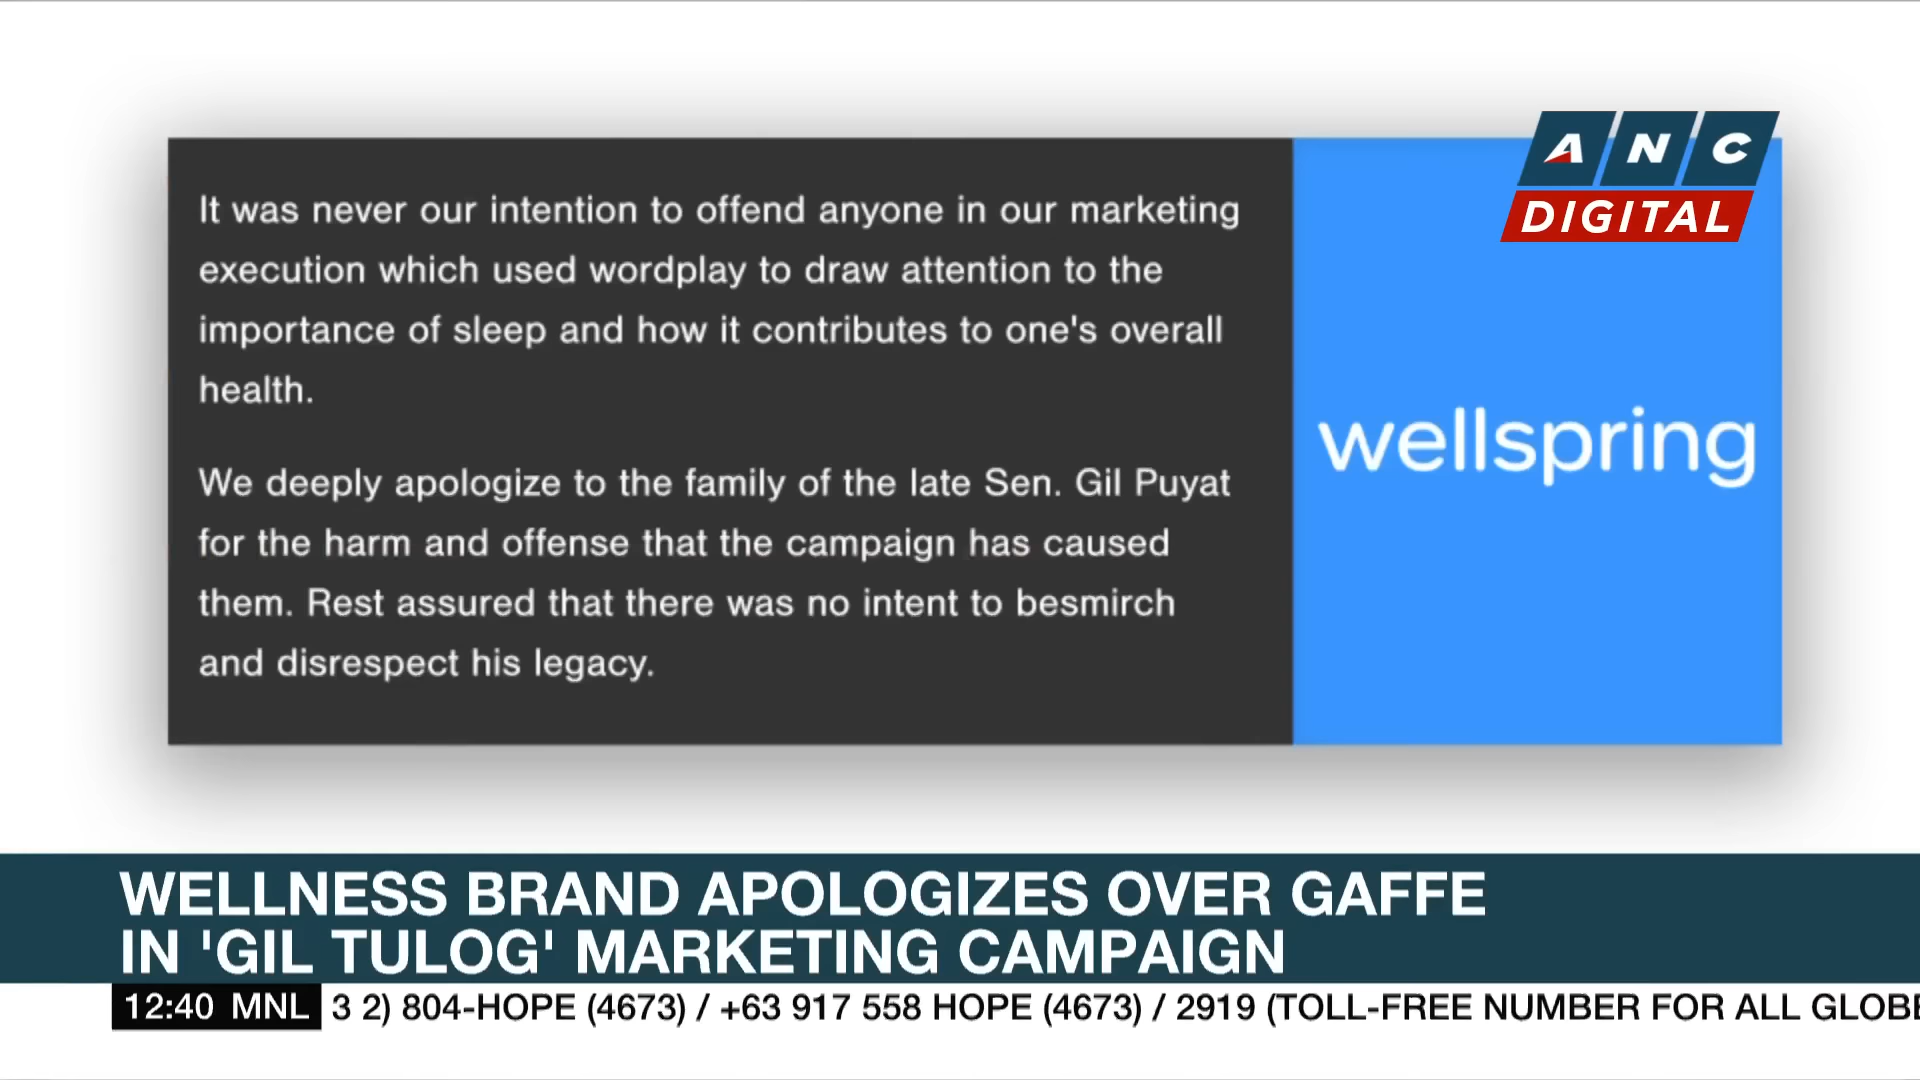 ANC
DIGITAL
It was never our intention to offend anyone in our marketing
execution which used wordplay to draw attention to the
importance of sleep and how it contributes to one's overall
health.
We deeply apologize to the family of the late Sen. Gil Puyat
for the harm and offense that the campaign has caused
them. Rest assured that there was no intent to besmirch
and disrespect his legacy.
wellspring
WELLNESS BRAND APOLOGIZES OVER GAFFE
IN 'GIL TULOG' MARKETING CAMPAIGN
12:40 MNL 3 2) 804-HOPE (4673) / +63 917 558 HOPE (4673) / 2919 (TOLL-FREE NUMBER FOR ALL GLOBE